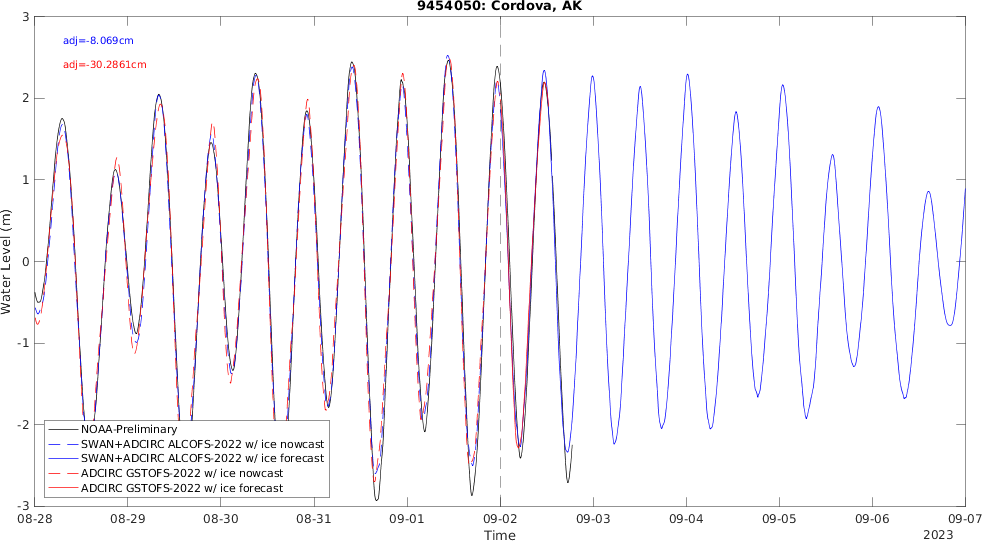 9454050: Cordova, AK
adj=-8.069cm
adj=-30.2861cm
3
2
1
0
-1
-2
-3
Water Level (m)
NOAA-Preliminary
SWAN+ADCIRC ALCOFS-2022 w/ ice nowcast
SWAN+ADCIRC ALCOFS-2022 w/ ice forecast
ADCIRC GSTOFS-2022 w/ ice nowcast
ADCIRC GSTOFS-2022 w/ ice forecast
08-28 08-29 08-30 08-31 09-01 09-02 09-03 09-04 09-05 09-06 09-07
Time
2023